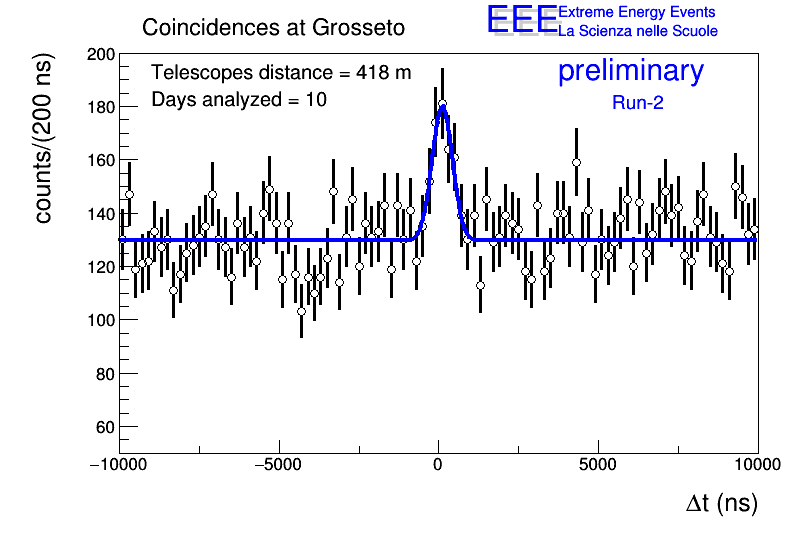 Coincidences at Grosseto
EEE
Extreme Energy Events
La Scienza nelle Scuole
Telescopes distance = 418 m
Days analyzed = 10
preliminary
Run-2
counts/(200 ns)
200
180
160
140
120
100
80
60
−10000 −5000 0 5000 10000
Δt (ns)